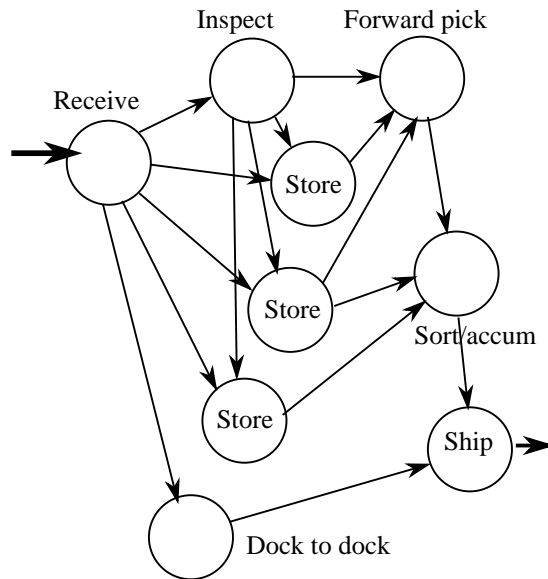 Inspect
Forward pick
Receive
Store
Store
Sort/accum
Store
Ship
Dock to dock